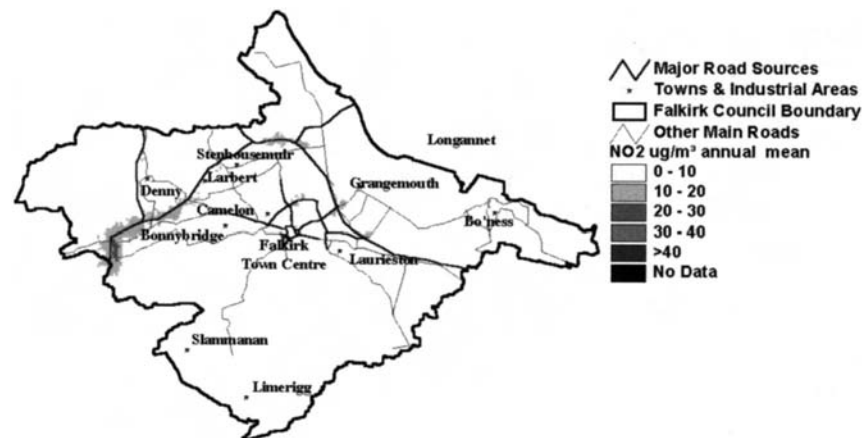 Major Road Sources
Towns & Industrial Areas
Falkirk Council Boundary
Other Main Roads
NO2 ug/m³ annual mean
0 - 10
10 - 20
20 - 30
30 - 40
>40
No Data
Longannet
Stenhousemuir
Larbert
Denny
Grangemouth
Camelon
Bo'ness
Bonnybridge
Falkirk
Town Centre
Laurieston
Slammanan
Limerigg